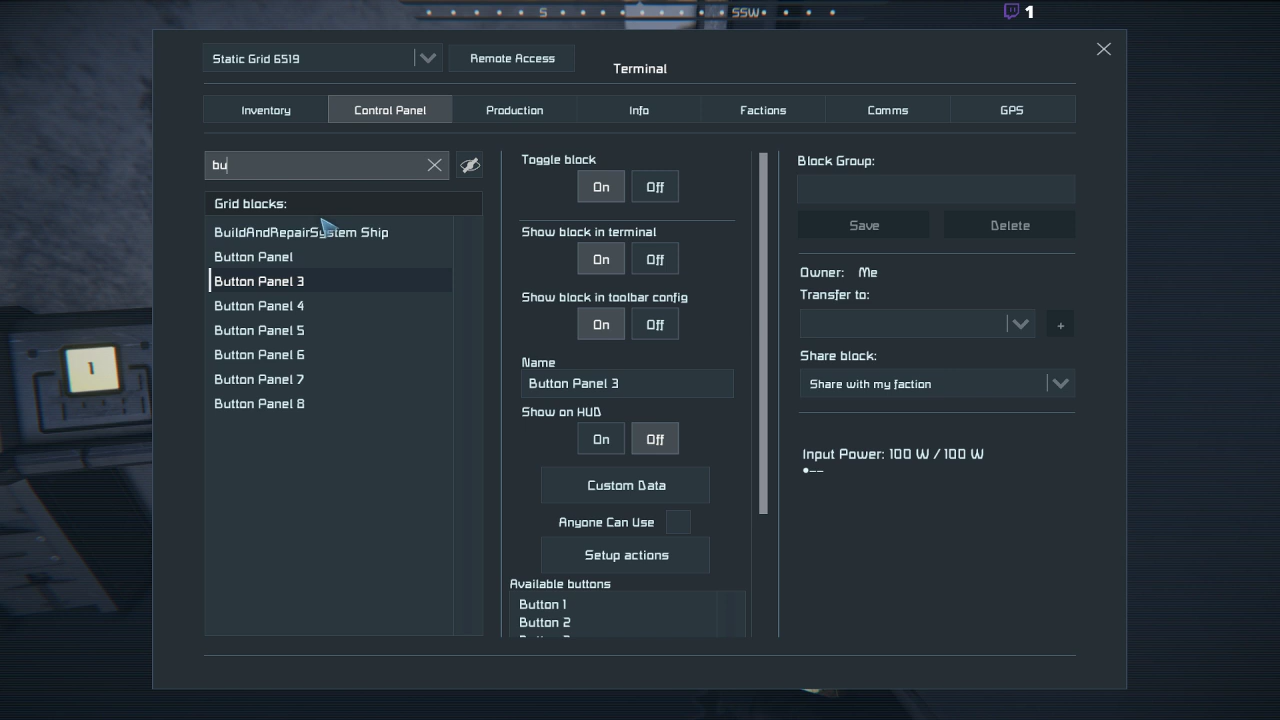 S
SSW
1
Static Grid 6519
Remote Access
Terminal
Inventory
Control Panel
Production
Info
Factions
Comms
GPS
bu
Grid blocks:
BuildAndRepairSystem Ship
Button Panel
Button Panel 3
Button Panel 4
Button Panel 5
Button Panel 6
Button Panel 7
Button Panel 8
Toggle block
On Off
Show block in terminal
On Off
Show block in toolbar config
On Off
Name
Button Panel 3
Show on HUD
On Off
Custom Data
Anyone Can Use
Setup actions
Available buttons
Button 1
Button 2
Block Group:
Save Delete
Owner: Me
Transfer to:
+
Share block:
Share with my faction
Input Power: 100 W / 100 W
1